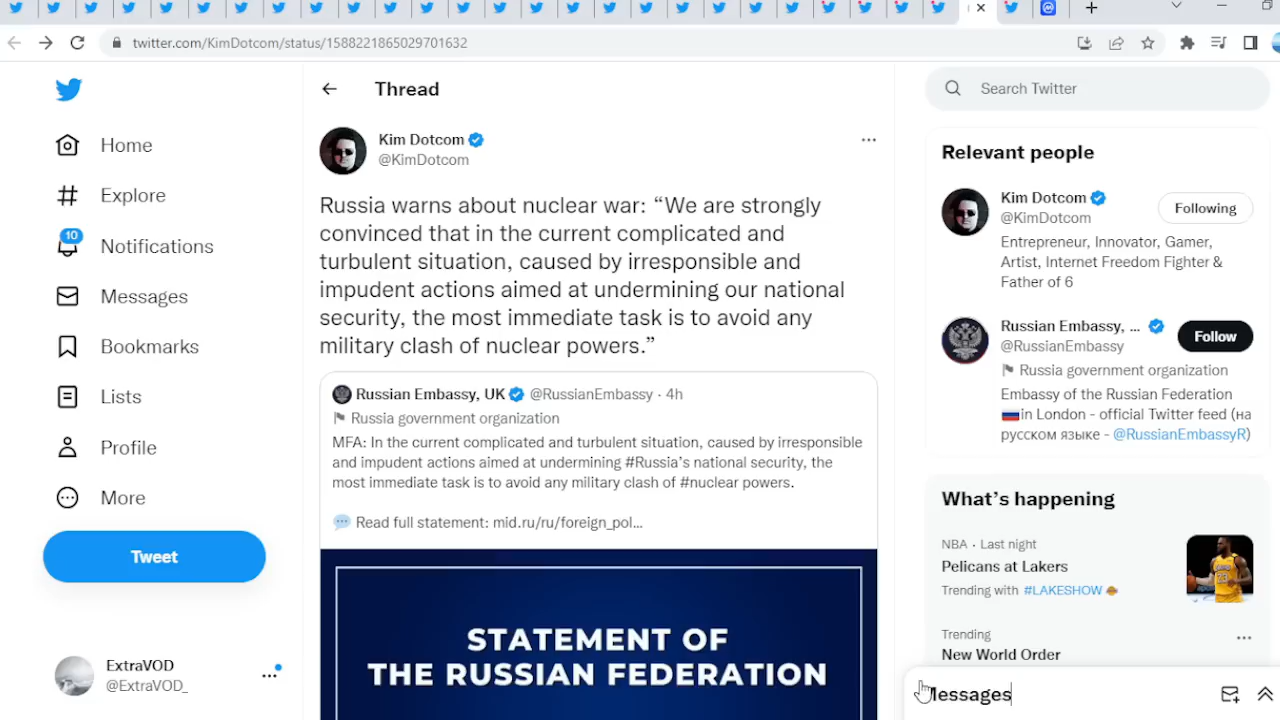 twitter.com/KimDotcom/status/1588221865029701632
Home
Explore
10
Notifications
Messages
Bookmarks
Lists
Profile
More
Tweet
ExtraVOD
@ExtraVOD_
Thread
Kim Dotcom
@KimDotcom
Russia warns about nuclear war: “We are strongly
convinced that in the current complicated and
turbulent situation, caused by irresponsible and
impudent actions aimed at undermining our national
security, the most immediate task is to avoid any
military clash of nuclear powers.”
Russian Embassy, UK @RussianEmbassy · 4h
Russia government organization
MFA: In the current complicated and turbulent situation, caused by irresponsible
and impudent actions aimed at undermining #Russia’s national security, the
most immediate task is to avoid any military clash of #nuclear powers.
Read full statement: mid.ru/ru/foreign_pol...
STATEMENT OF
THE RUSSIAN FEDERATION
Search Twitter
Relevant people
Kim Dotcom
@KimDotcom
Following
Entrepreneur, Innovator, Gamer,
Artist, Internet Freedom Fighter &
Father of 6
Russian Embassy, ...
@RussianEmbassy
Follow
Russia government organization
Embassy of the Russian Federation
in London - official Twitter feed (на
русском языке - @RussianEmbassyR)
What’s happening
NBA · Last night
Pelicans at Lakers
Trending with #LAKESHOW
Trending
New World Order
Messages